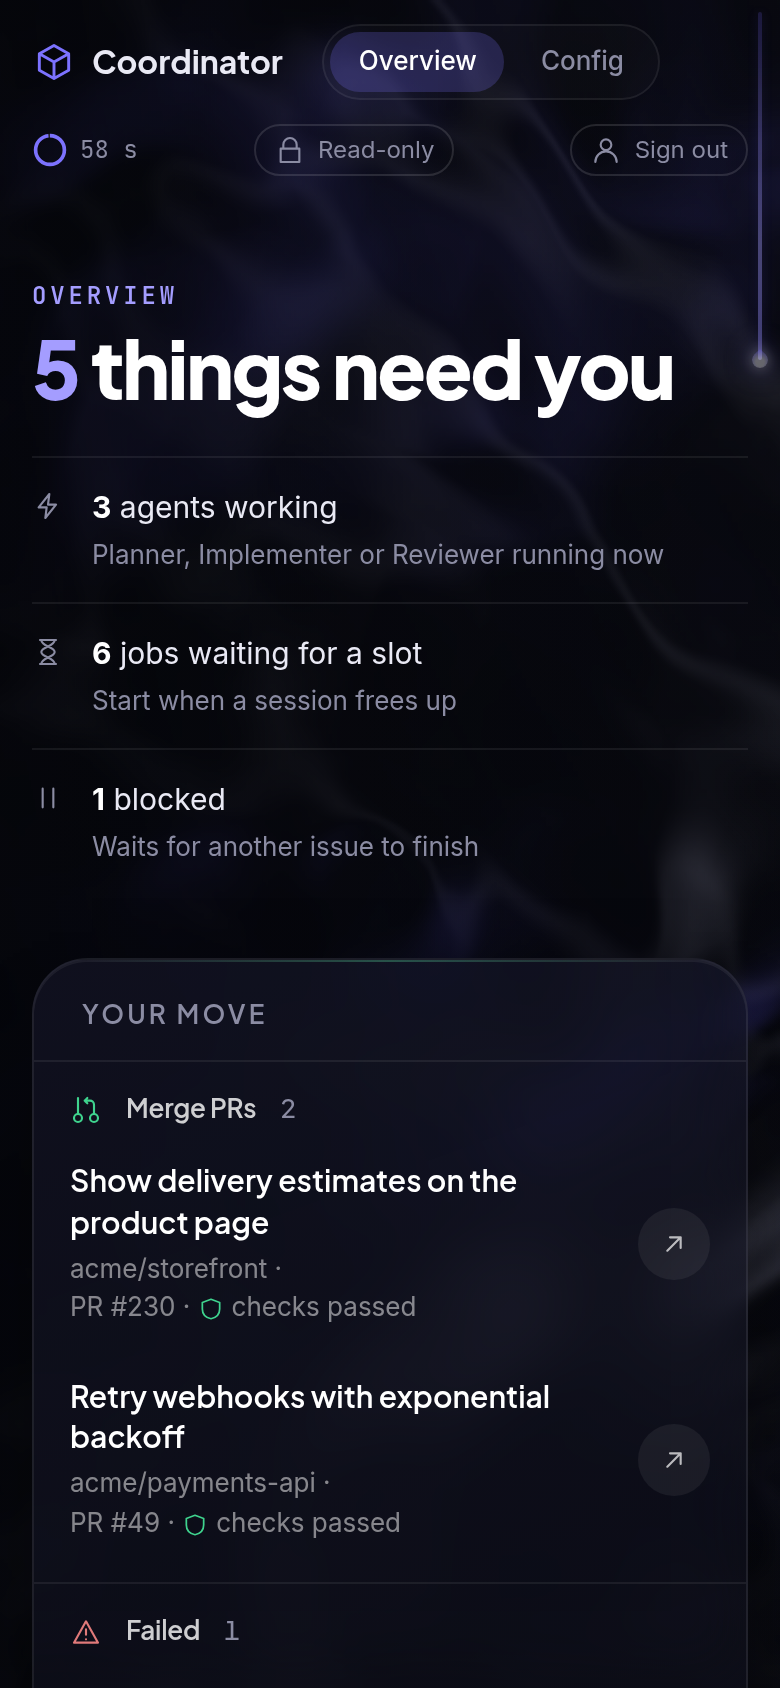 Coordinator
Overview
Config
58 s
Read-only
Sign out
OVERVIEW
5 things need you
3 agents working
Planner, Implementer or Reviewer running now
6 jobs waiting for a slot
Start when a session frees up
1 blocked
Waits for another issue to finish
YOUR MOVE
Merge PRs 2
Show delivery estimates on the
product page
acme/storefront ·
PR #230 · checks passed
Retry webhooks with exponential
backoff
acme/payments-api ·
PR #49 · checks passed
Failed 1